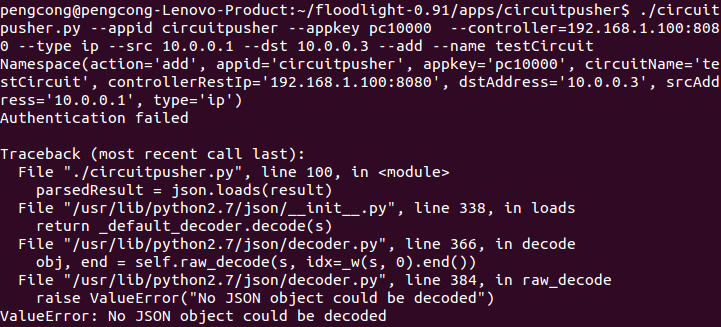 pengcong@pengcong-Lenovo-Product:~/floodlight-0.91/apps/circuitpusher$ ./circuit
pusher.py --appid circuitpusher --appkey pc10000  --controller=192.168.1.100:808
0 --type ip --src 10.0.0.1 --dst 10.0.0.3 --add --name testCircuit
Namespace(action='add', appid='circuitpusher', appkey='pc10000', circuitName='te
stCircuit', controllerRestIp='192.168.1.100:8080', dstAddress='10.0.0.3', srcAdd
ress='10.0.0.1', type='ip')
Authentication failed

Traceback (most recent call last):
  File "./circuitpusher.py", line 100, in <module>
    parsedResult = json.loads(result)
  File "/usr/lib/python2.7/json/__init__.py", line 338, in loads
    return _default_decoder.decode(s)
  File "/usr/lib/python2.7/json/decoder.py", line 366, in decode
    obj, end = self.raw_decode(s, idx=_w(s, 0).end())
  File "/usr/lib/python2.7/json/decoder.py", line 384, in raw_decode
    raise ValueError("No JSON object could be decoded")
ValueError: No JSON object could be decoded